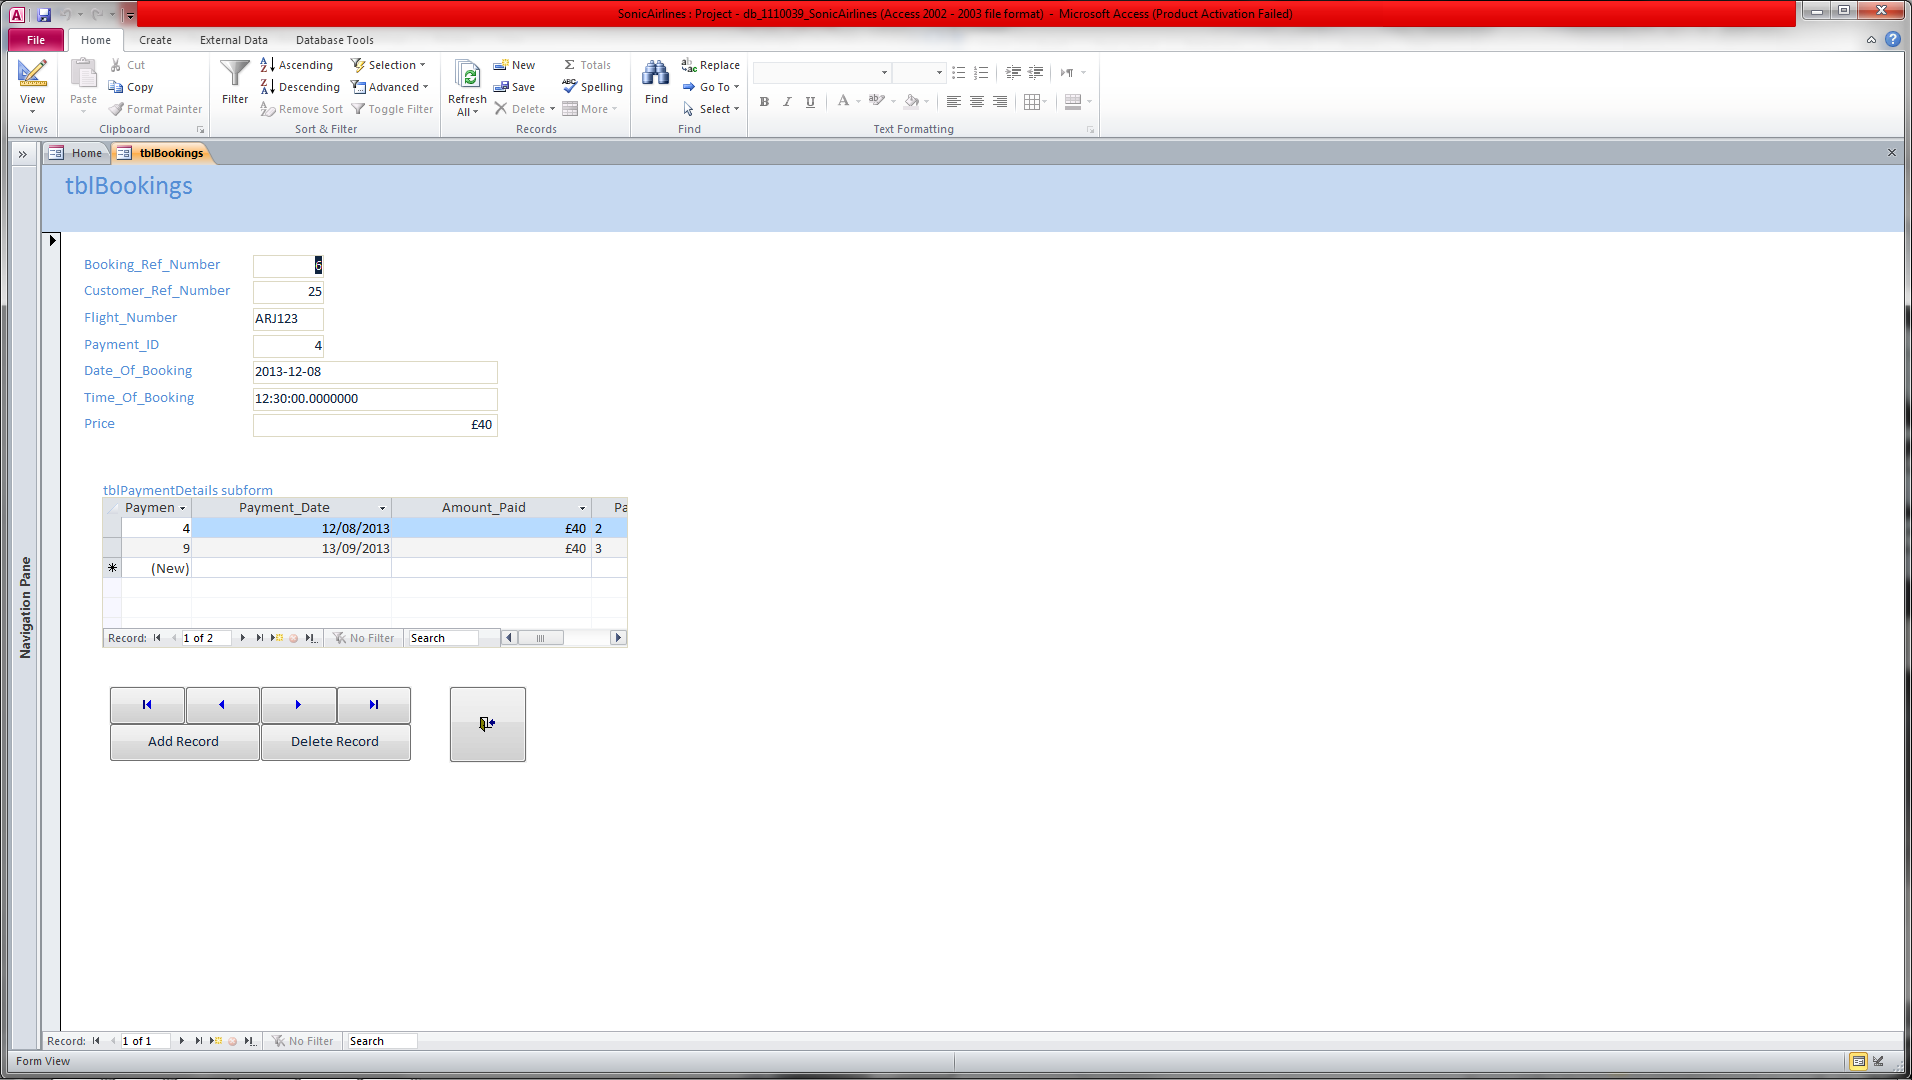 SonicAirlines : Project - db_1110039_SonicAirlines (Access 2002 - 2003 file format) - Microsoft Access (Product Activation Failed)
File Home Create External Data Database Tools
View
Views
Paste
Cut
Copy
Format Painter
Clipboard
Filter
Ascending
Descending
Remove Sort
Selection
Advanced
Toggle Filter
Sort & Filter
Refresh
All
New
Save
Delete
Totals
Spelling
More
Records
Find
Replace
Go To
Select
Find
B I U A
Text Formatting
Home tblBookings
tblBookings
Booking_Ref_Number 6
Customer_Ref_Number 25
Flight_Number ARJ123
Payment_ID 4
Date_Of_Booking 2013-12-08
Time_Of_Booking 12:30:00.0000000
Price £40
tblPaymentDetails subform
Paymen Payment_Date Amount_Paid Pa
4 12/08/2013 £40 2
9 13/09/2013 £40 3
(New)
Record: 1 of 2 No Filter Search
Add Record Delete Record
Navigation Pane
Record: 1 of 1 No Filter Search
Form View